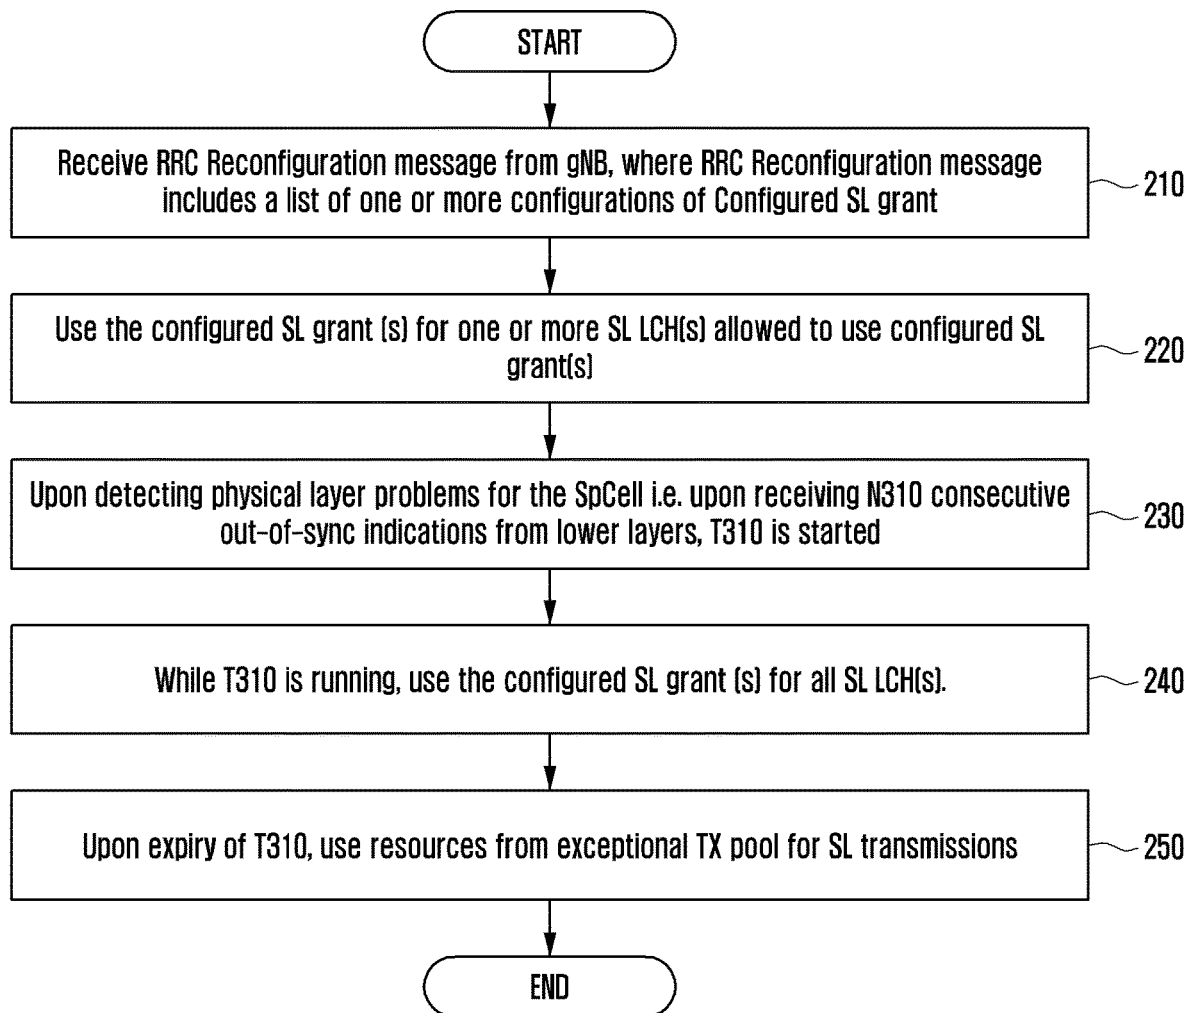 START
Receive RRC Reconfiguration message from gNB, where RRC Reconfiguration message
includes a list of one or more configurations of Configured SL grant
210
Use the configured SL grant (s) for one or more SL LCH(s) allowed to use configured SL
grant(s)
220
Upon detecting physical layer problems for the SpCell i.e. upon receiving N310 consecutive
out-of-sync indications from lower layers, T310 is started
230
While T310 is running, use the configured SL grant (s) for all SL LCH(s).
240
Upon expiry of T310, use resources from exceptional TX pool for SL transmissions
250
END